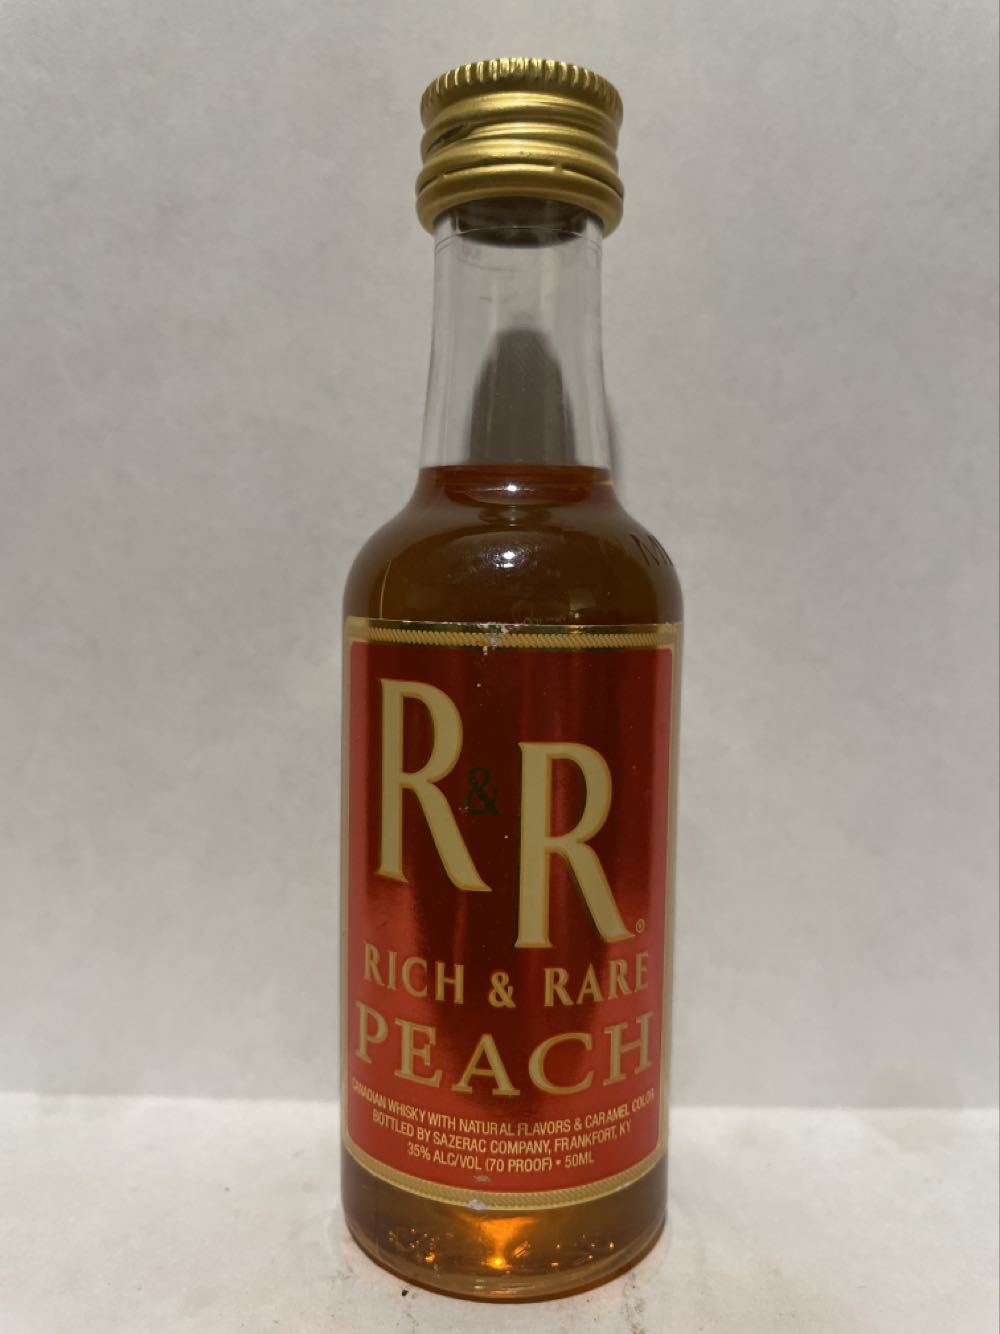 R&R®
RICH & RARE
PEACH
CANADIAN WHISKY WITH NATURAL FLAVORS & CARAMEL COLOR
BOTTLED BY SAZERAC COMPANY, FRANKFORT, KY
35% ALC/VOL (70 PROOF) • 50ML